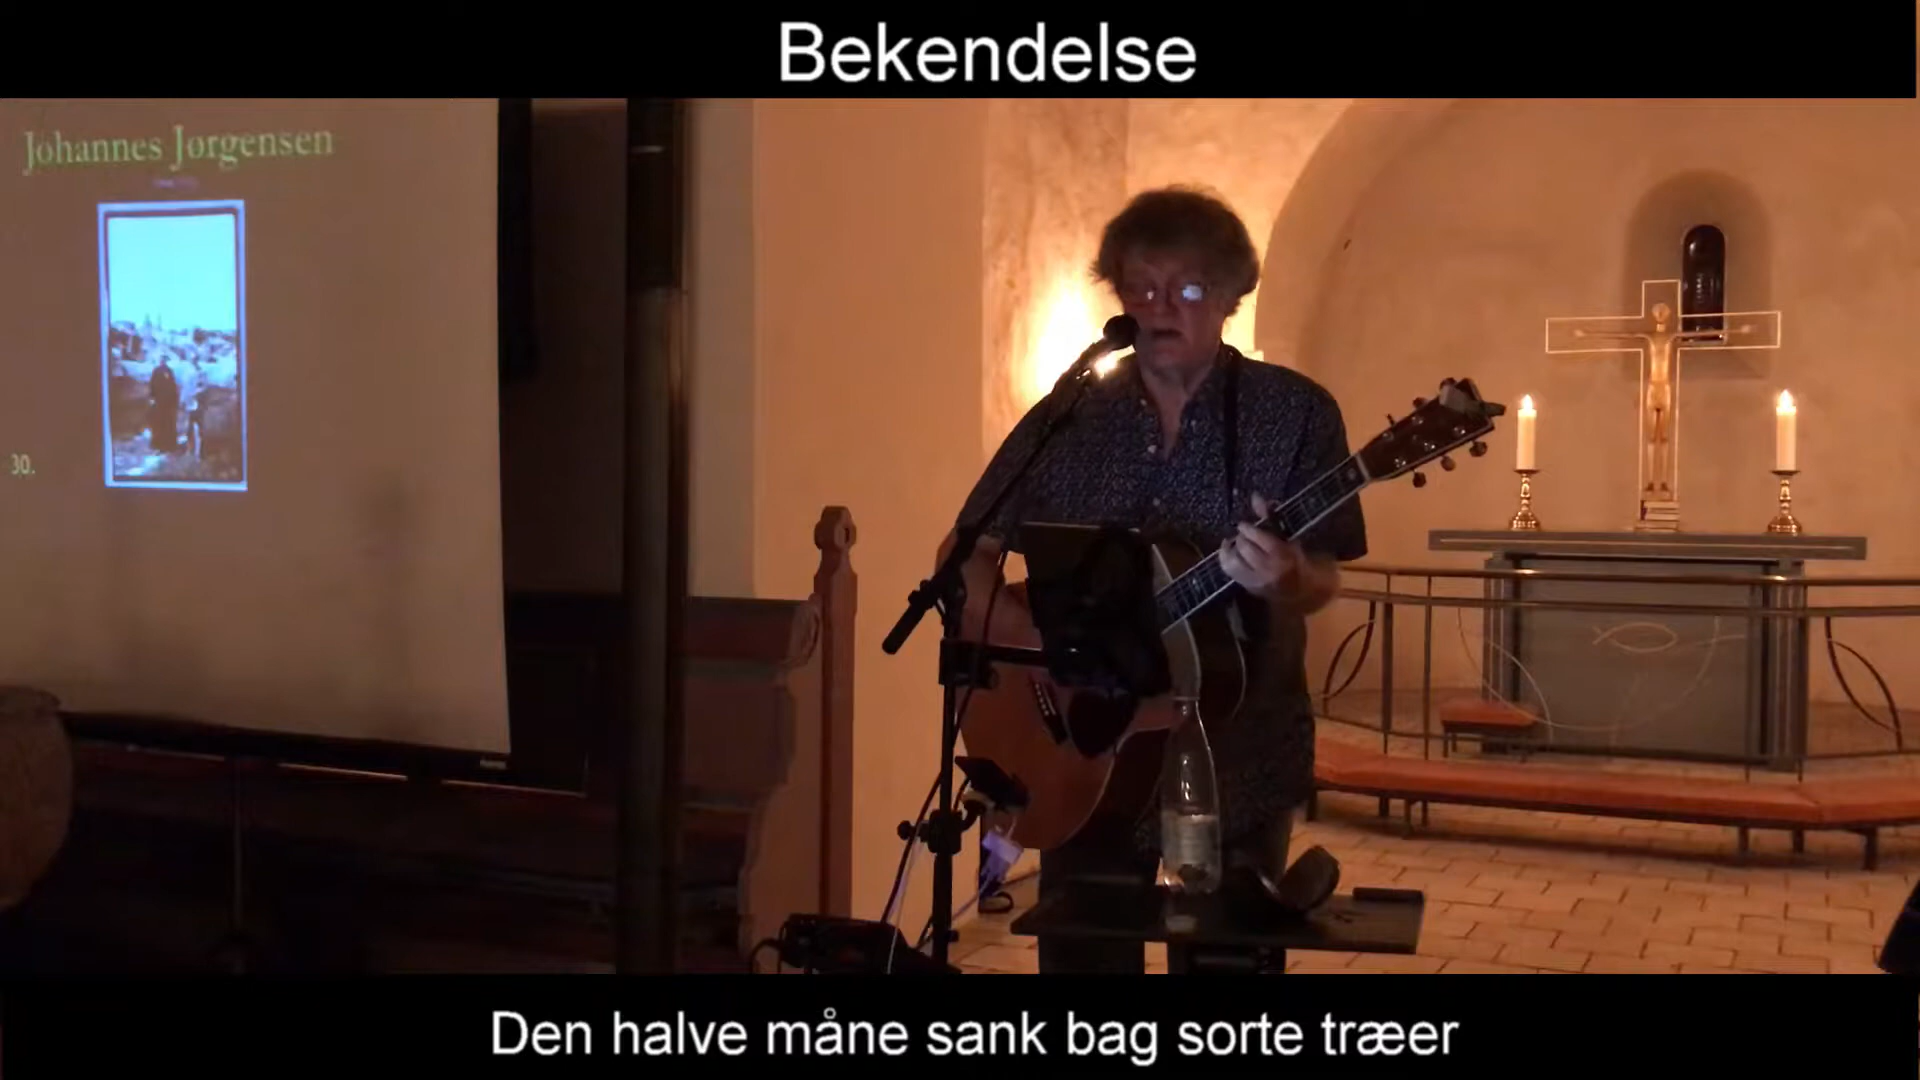 Bekendelse
Johannes Jørgensen
30.
Den halve måne sank bag sorte træer